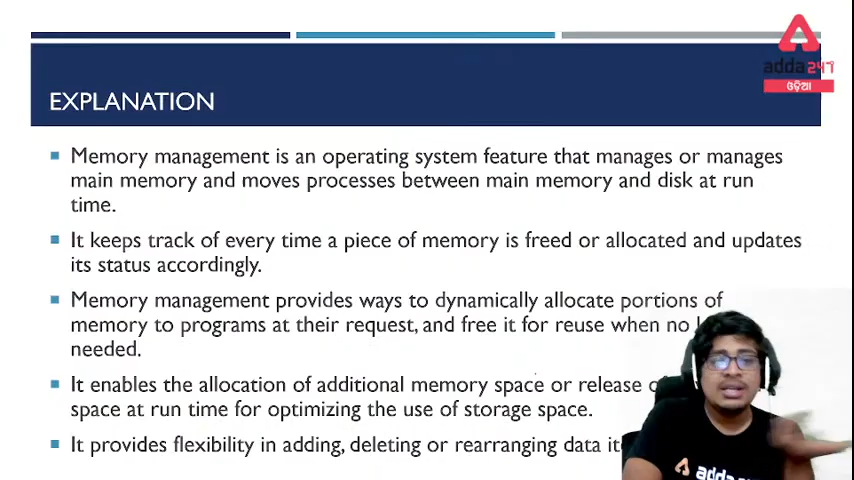 adda247
ଓଡ଼ିଆ
EXPLANATION
Memory management is an operating system feature that manages or manages
main memory and moves processes between main memory and disk at run
time.
It keeps track of every time a piece of memory is freed or allocated and updates
its status accordingly.
Memory management provides ways to dynamically allocate portions of
memory to programs at their request, and free it for reuse when no
needed.
It enables the allocation of additional memory space or release
space at run time for optimizing the use of storage space.
It provides flexibility in adding, deleting or rearranging data
adda